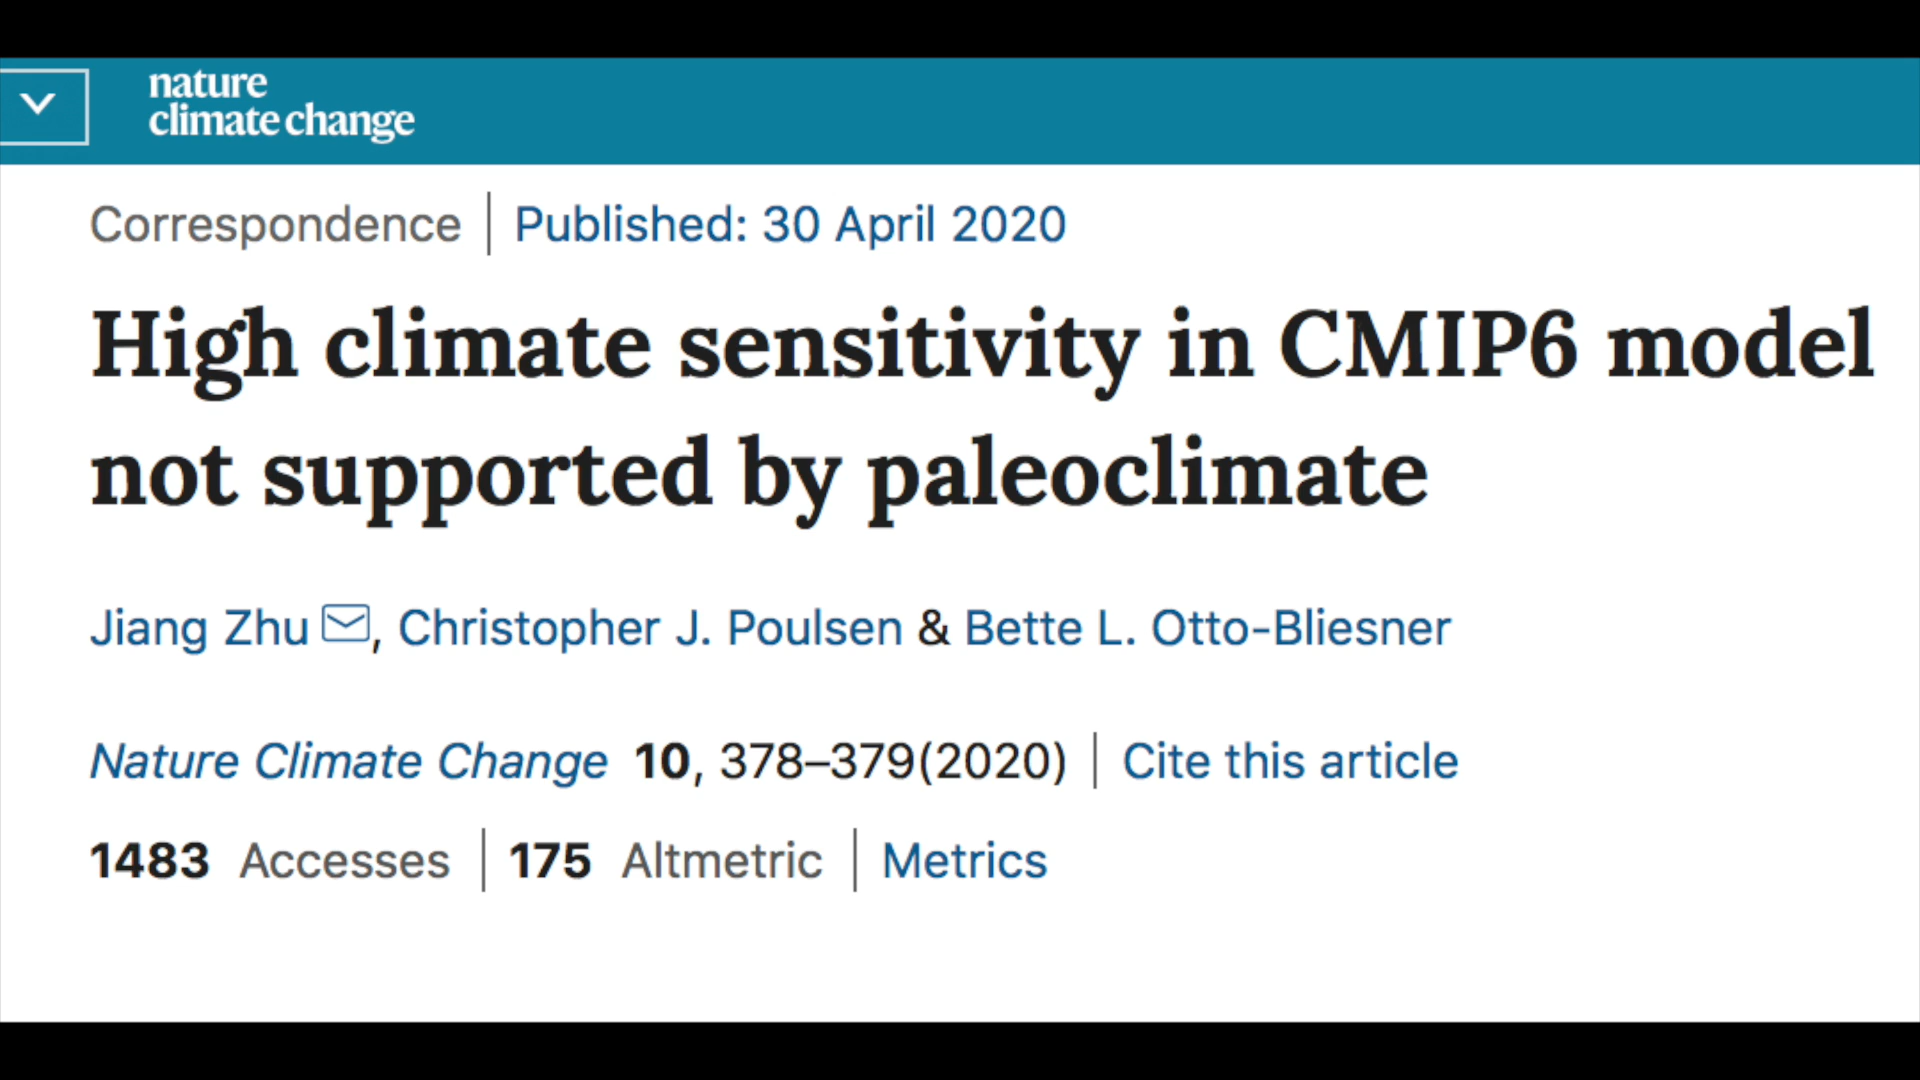 nature
climate change
Correspondence | Published: 30 April 2020
High climate sensitivity in CMIP6 model
not supported by paleoclimate
Jiang Zhu, Christopher J. Poulsen & Bette L. Otto-Bliesner
Nature Climate Change 10, 378–379(2020) | Cite this article
1483 Accesses | 175 Altmetric | Metrics